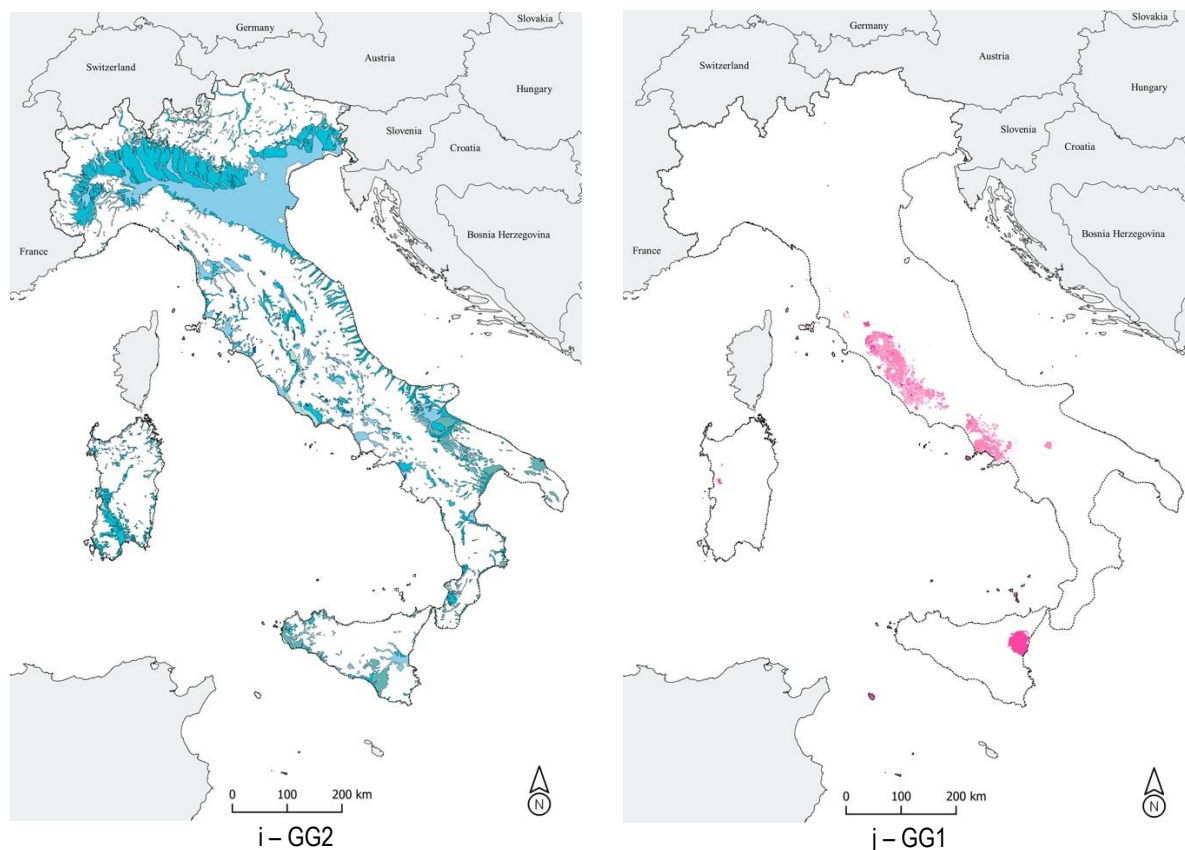 Germany
Slovakia
Austria
Switzerland
Hungary
Slovenia
Croatia
France
Bosnia Herzegovina
0 100 200 km
N
i – GG2
Germany
Slovakia
Austria
Switzerland
Hungary
Slovenia
Croatia
France
Bosnia Herzegovina
0 100 200 km
N
j – GG1